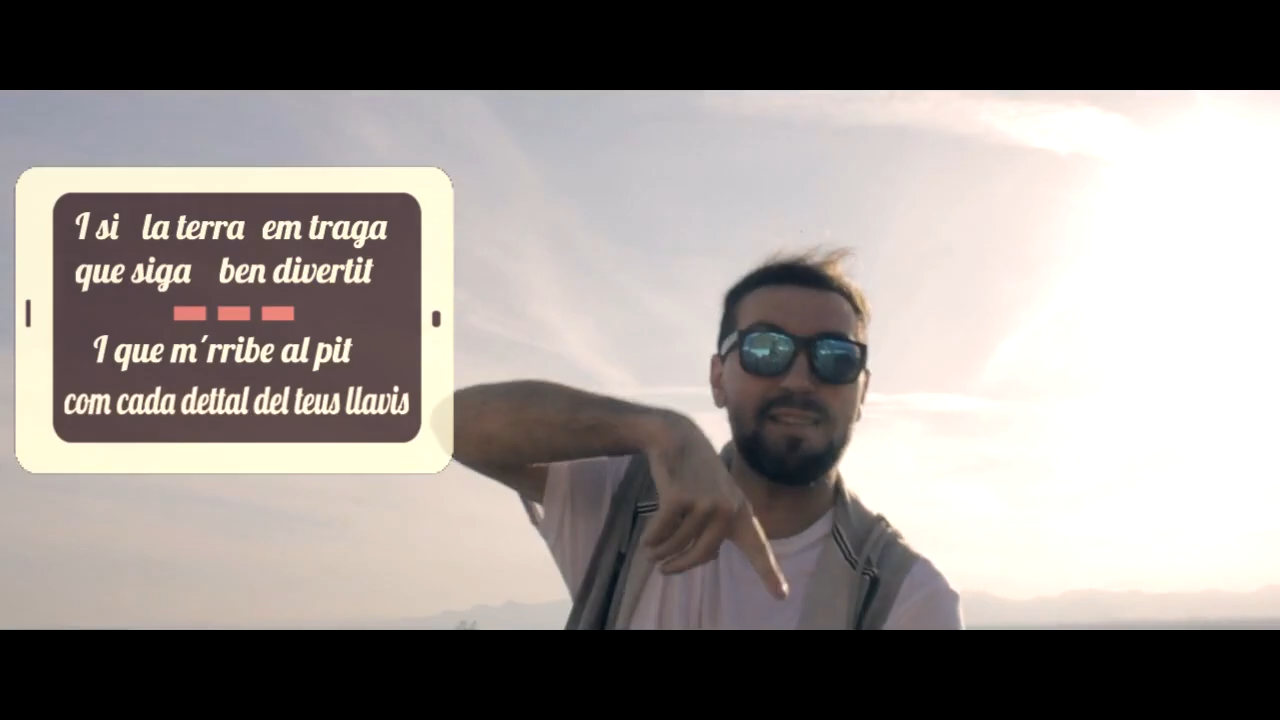 I si la terra em traga
que siga ben divertit
I que m´rribe al pit
com cada dettal del teus llavis